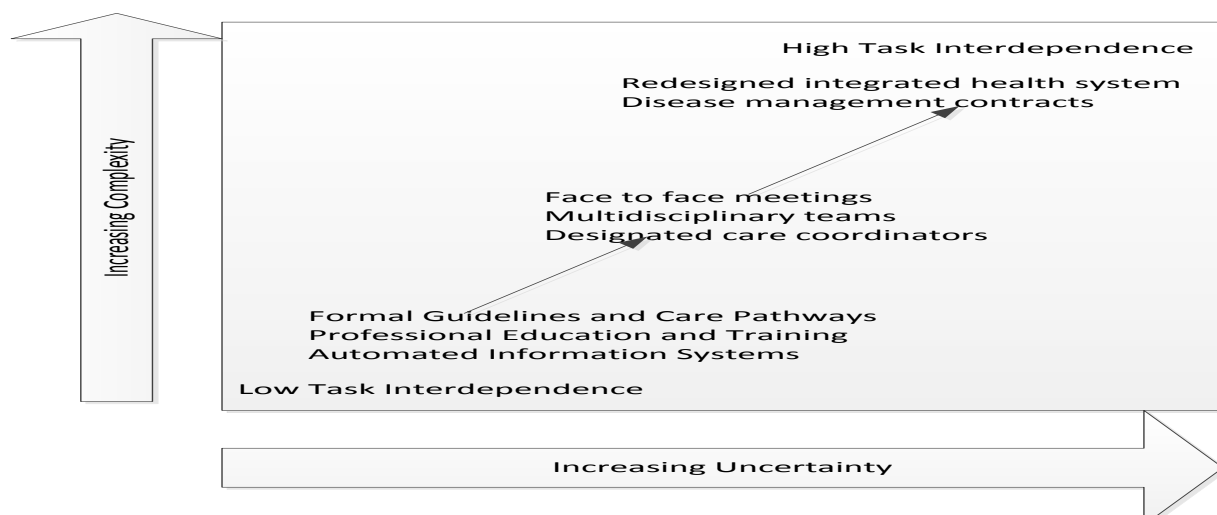 High Task Interdependence
Redesigned integrated health system
Disease management contracts
Increasing Complexity
Face to face meetings
Multidisciplinary teams
Designated care coordinators
Formal Guidelines and Care Pathways
Professional Education and Training
Automated Information Systems
Low Task Interdependence
Increasing Uncertainty